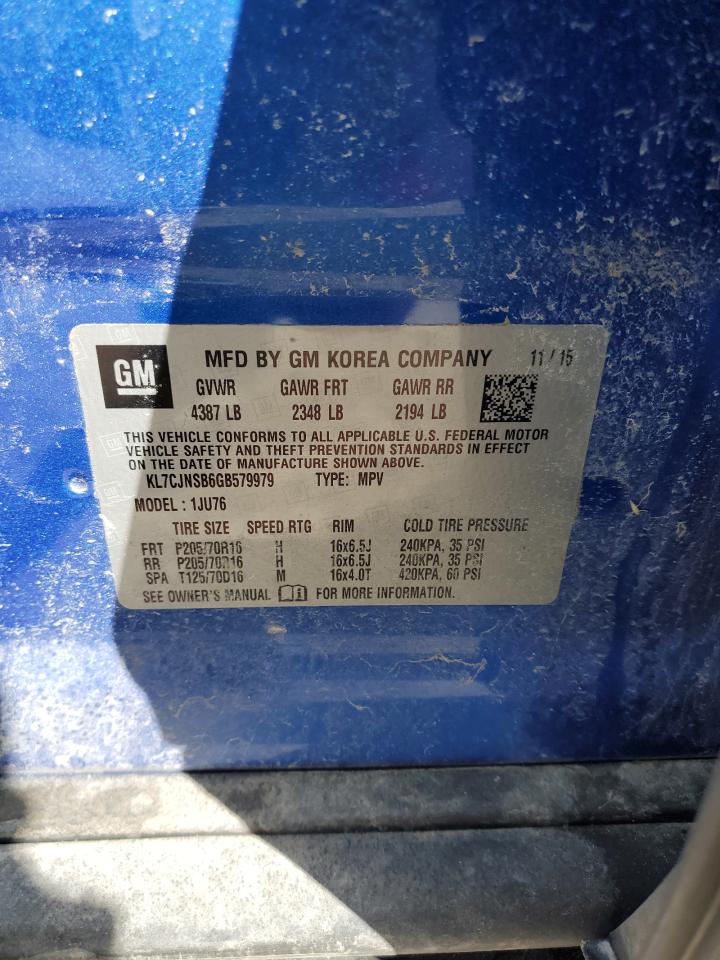 GM MFD BY GM KOREA COMPANY 11 / 15
GVWR GAWR FRT GAWR RR
4387 LB 2348 LB 2194 LB
THIS VEHICLE CONFORMS TO ALL APPLICABLE U.S. FEDERAL MOTOR
VEHICLE SAFETY AND THEFT PREVENTION STANDARDS IN EFFECT
ON THE DATE OF MANUFACTURE SHOWN ABOVE.
KL7CJNSB6GB579979 TYPE: MPV
MODEL : 1JU76
TIRE SIZE SPEED RTG RIM COLD TIRE PRESSURE
FRT P205/70R16 H 16x6.5J 240KPA, 35 PSI
RR P205/70R16 H 16x6.5J 240KPA, 35 PSI
SPA T125/70D16 M 16x4.0T 420KPA, 60 PSI
SEE OWNER'S MANUAL FOR MORE INFORMATION.